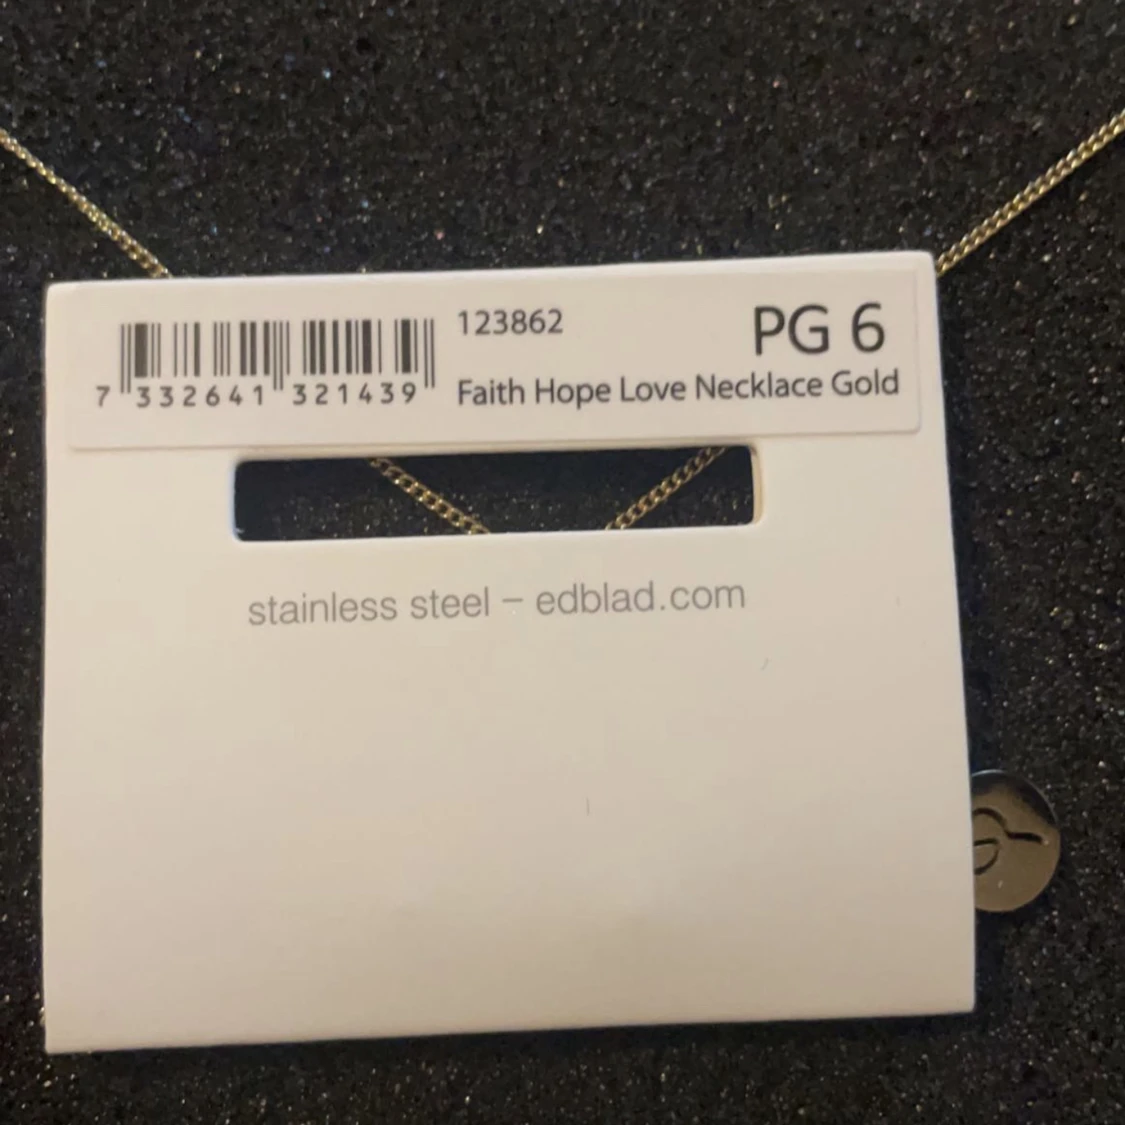 123862
PG 6
7 332641 321439
Faith Hope Love Necklace Gold
stainless steel – edblad.com